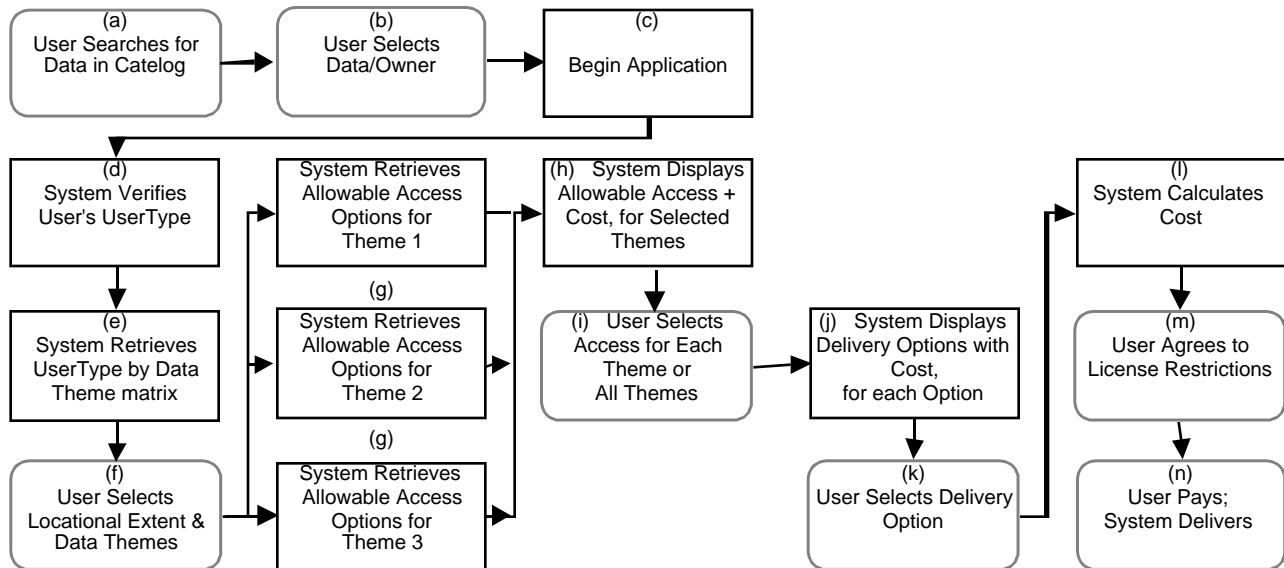 (a)
User Searches for
Data in Catelog
(b)
User Selects
Data/Owner
(c)
Begin Application
(d)
System Verifies
User's UserType
(e)
System Retrieves
UserType by Data
Theme matrix
(f)
User Selects
Locational Extent &
Data Themes
System Retrieves
Allowable Access
Options for
Theme 1
(g)
System Retrieves
Allowable Access
Options for
Theme 2
(g)
System Retrieves
Allowable Access
Options for
Theme 3
(h) System Displays
Allowable Access +
Cost, for Selected
Themes
(i) User Selects
Access for Each
Theme or
All Themes
(j) System Displays
Delivery Options with
Cost,
for each Option
(k)
User Selects Delivery
Option
(l)
System Calculates
Cost
(m)
User Agrees to
License Restrictions
(n)
User Pays;
System Delivers